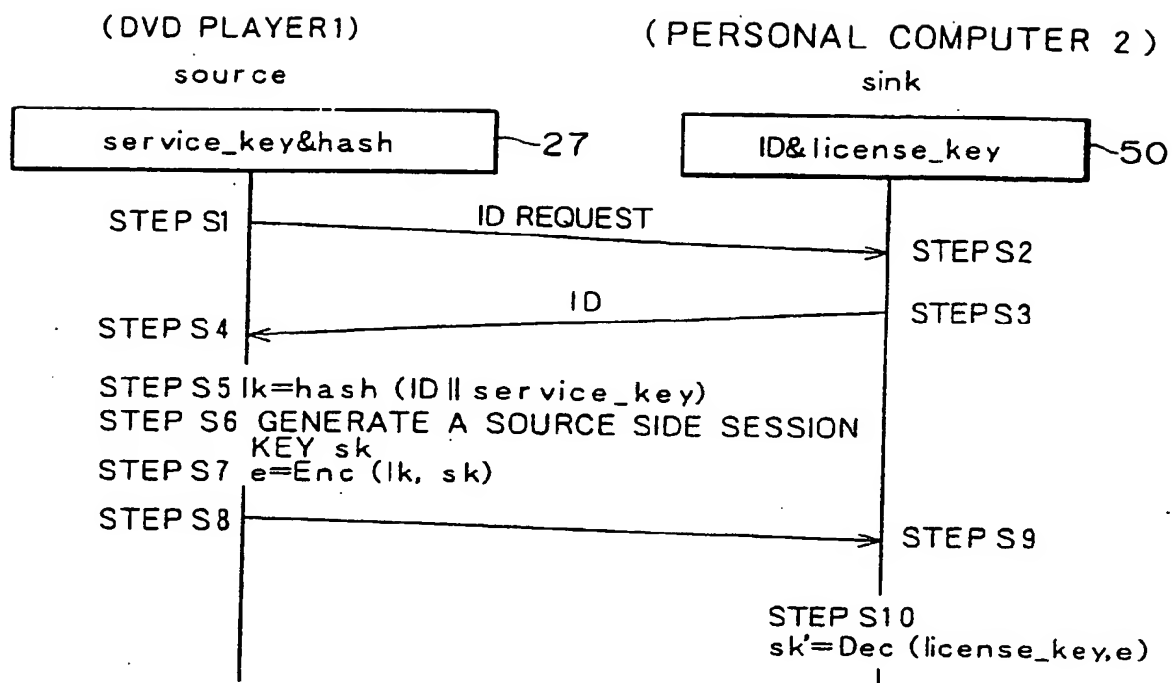 (DVD PLAYER1)
(PERSONAL COMPUTER 2)
source
sink
service_key&hash
27
ID&license_key
50
STEP S1
ID REQUEST
STEP S2
ID
STEP S3
STEP S4
STEP S5 lk=hash (ID || service_key)
STEP S6 GENERATE A SOURCE SIDE SESSION
KEY sk
STEP S7 e=Enc (lk, sk)
STEP S8
STEP S9
STEP S10
sk'=Dec (license_key,e)